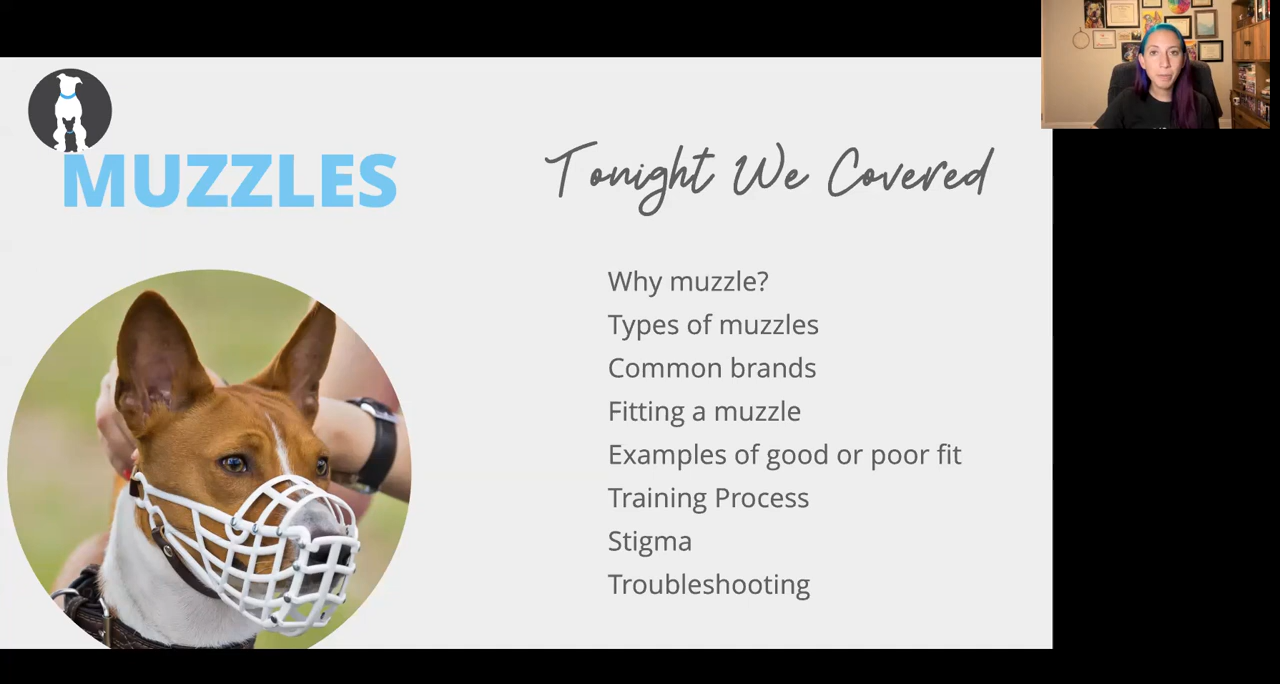 MUZZLES
Tonight We Covered
Why muzzle?
Types of muzzles
Common brands
Fitting a muzzle
Examples of good or poor fit
Training Process
Stigma
Troubleshooting